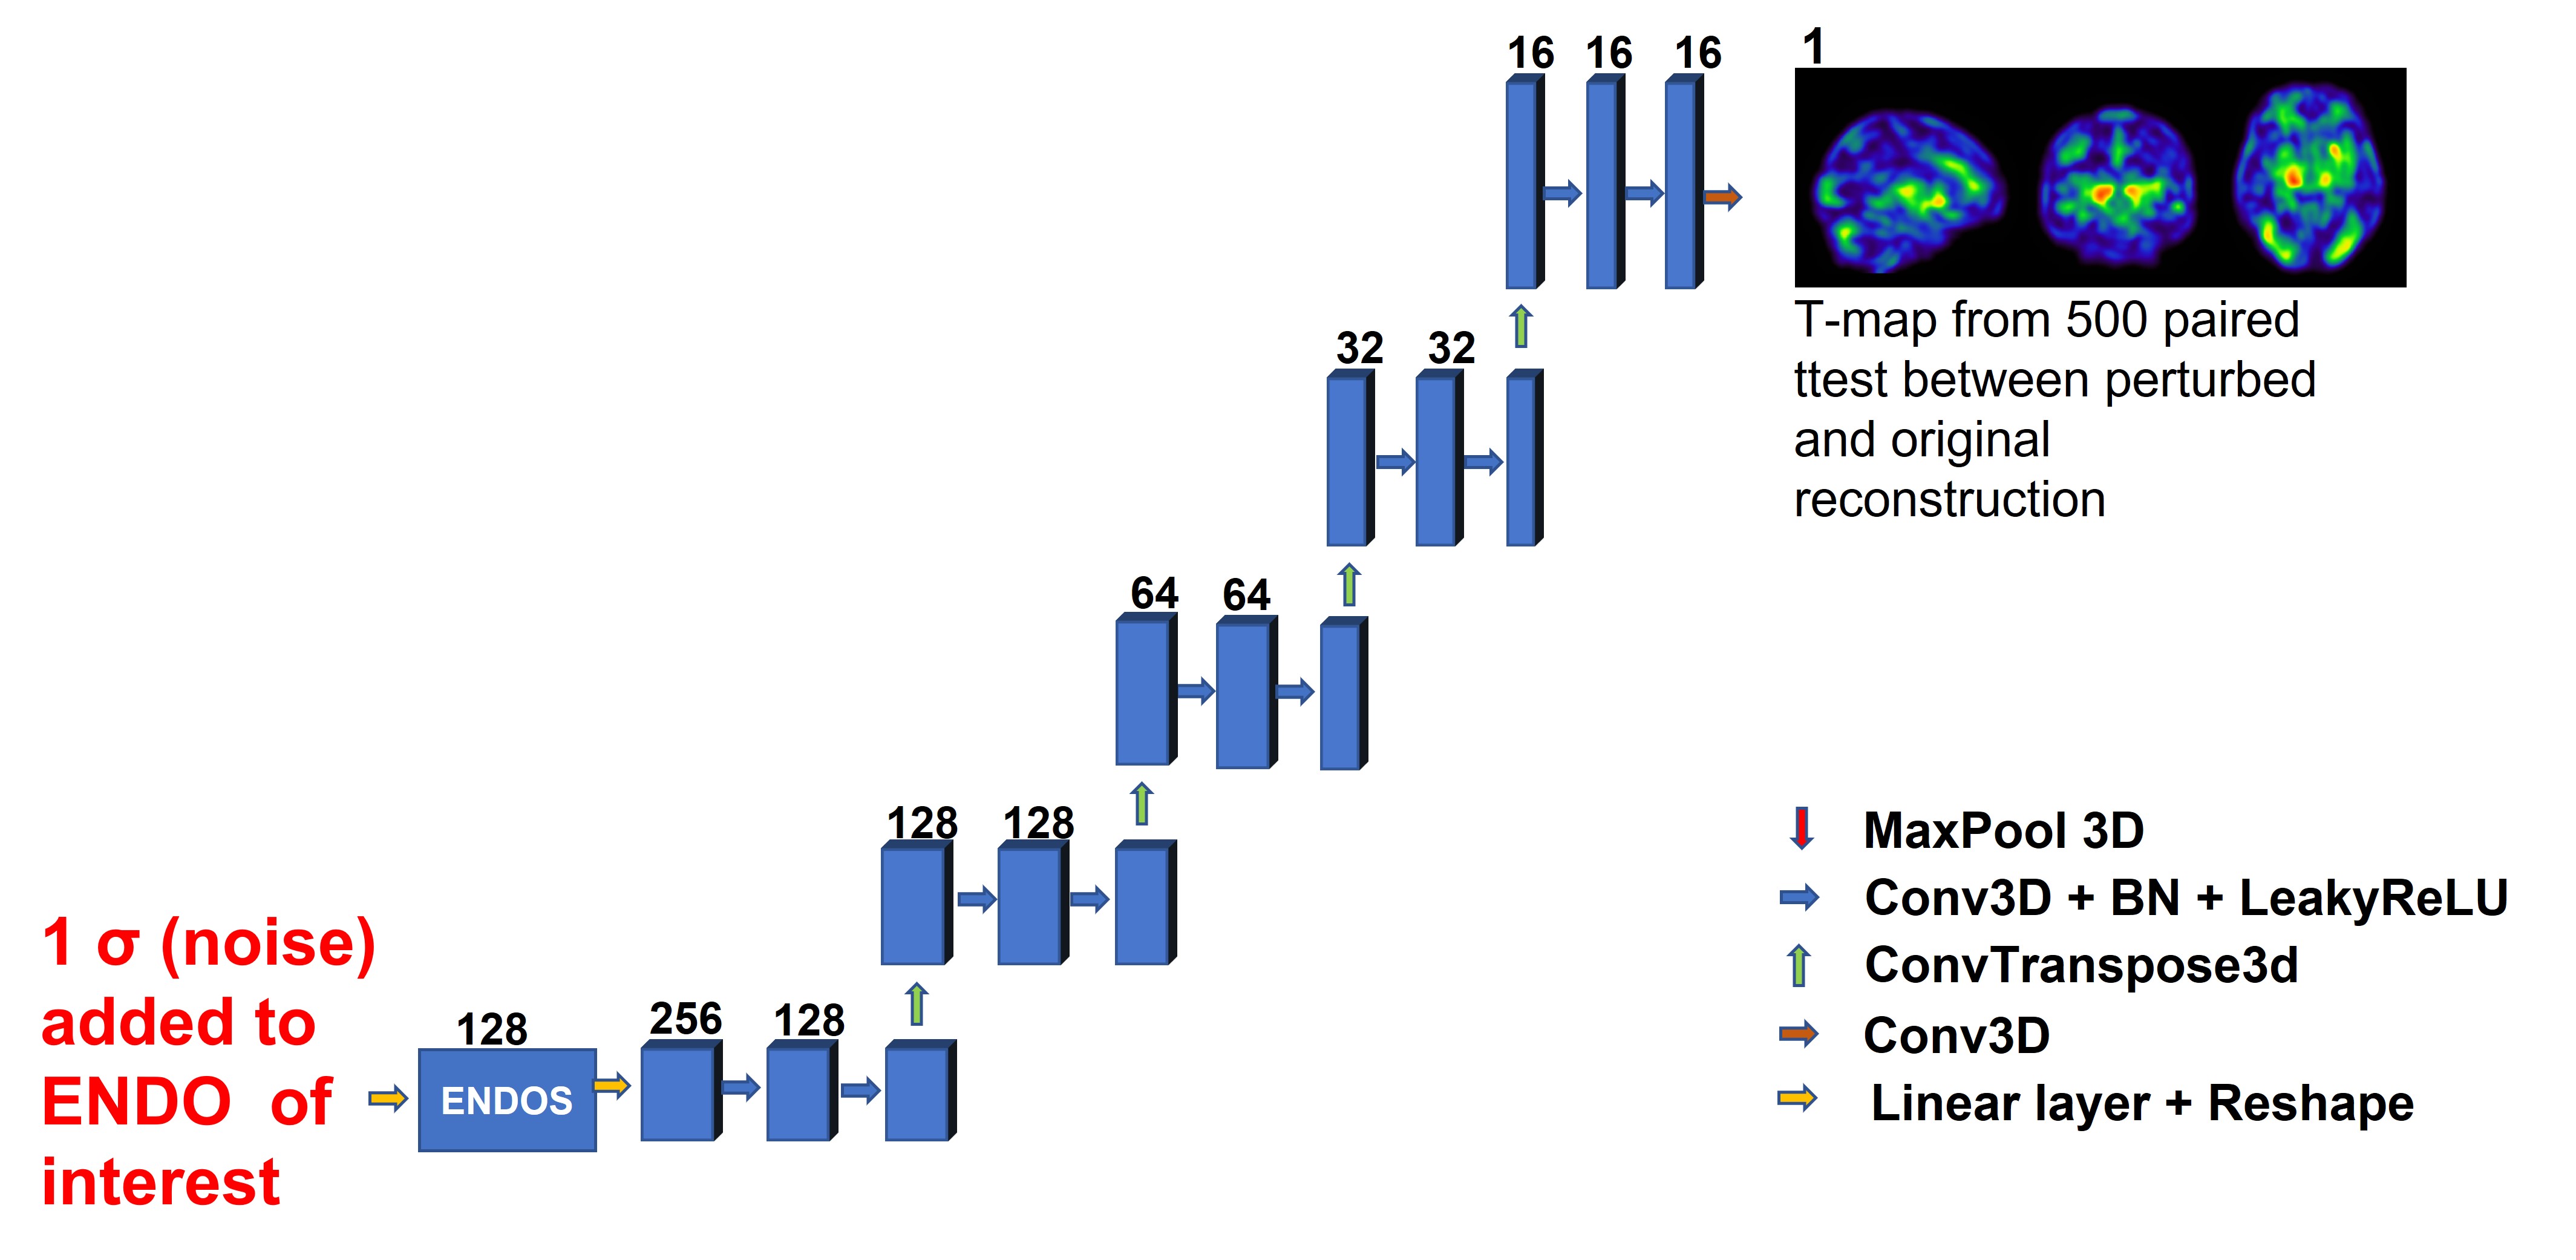 16 16 16 1
T-map from 500 paired
ttest between perturbed
and original
reconstruction
32 32
64 64
128 128
1 σ (noise)
added to
ENDO of
interest
128 256 128
ENDOS
MaxPool 3D
Conv3D + BN + LeakyReLU
ConvTranspose3d
Conv3D
Linear layer + Reshape